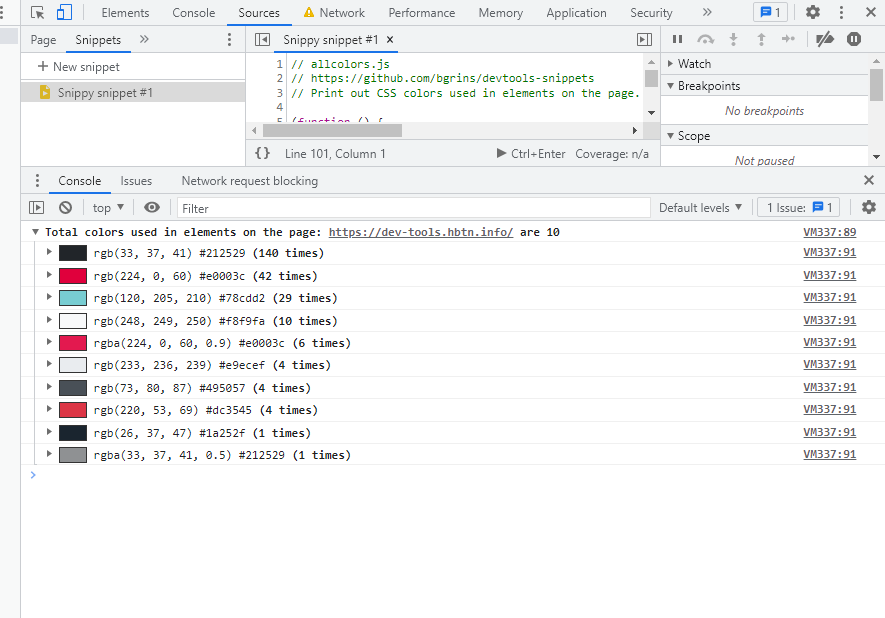 Elements Console Sources Network Performance Memory Application Security » 1
Page Snippets » Snippy snippet #1 ×
+ New snippet
Snippy snippet #1
1 // allcolors.js
2 // https://github.com/bgrins/devtools-snippets
3 // Print out CSS colors used in elements on the page.
4
5 (function () {
{} Line 101, Column 1 Ctrl+Enter Coverage: n/a
Watch
Breakpoints
No breakpoints
Scope
Not paused
Console Issues Network request blocking
top Filter Default levels 1 Issue: 1
Total colors used in elements on the page: https://dev-tools.hbtn.info/ are 10 VM337:89
rgb(33, 37, 41) #212529 (140 times) VM337:91
rgb(224, 0, 60) #e0003c (42 times) VM337:91
rgb(120, 205, 210) #78cdd2 (29 times) VM337:91
rgb(248, 249, 250) #f8f9fa (10 times) VM337:91
rgba(224, 0, 60, 0.9) #e0003c (6 times) VM337:91
rgb(233, 236, 239) #e9ecef (4 times) VM337:91
rgb(73, 80, 87) #495057 (4 times) VM337:91
rgb(220, 53, 69) #dc3545 (4 times) VM337:91
rgb(26, 37, 47) #1a252f (1 times) VM337:91
rgba(33, 37, 41, 0.5) #212529 (1 times) VM337:91